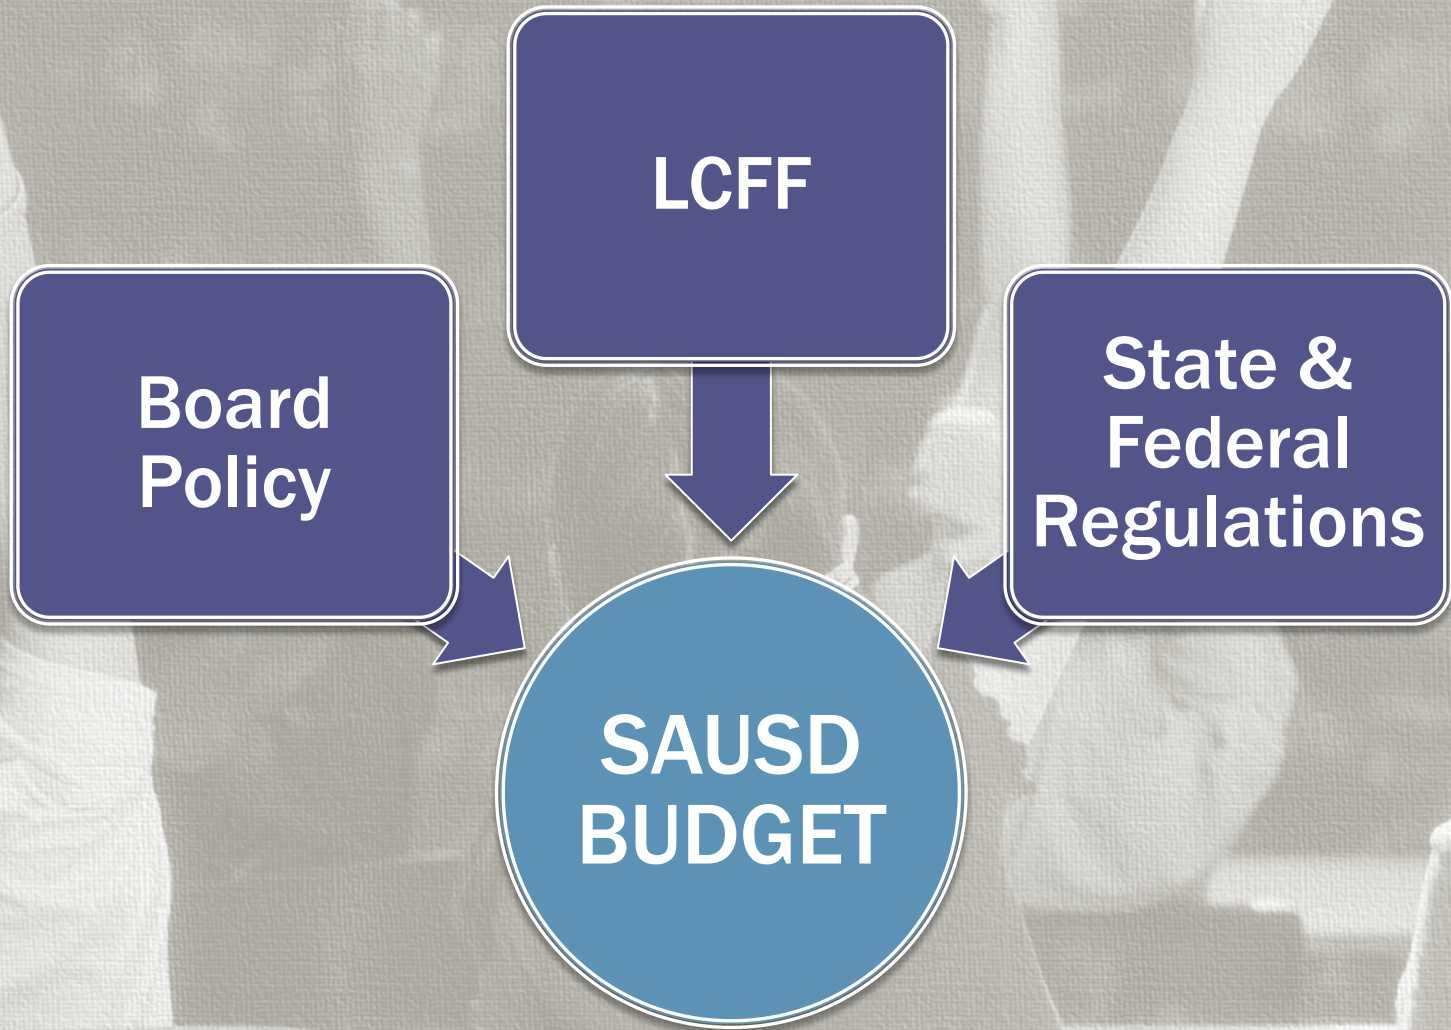 LCFF
Board
Policy
State &
Federal
Regulations
SAUSD
BUDGET